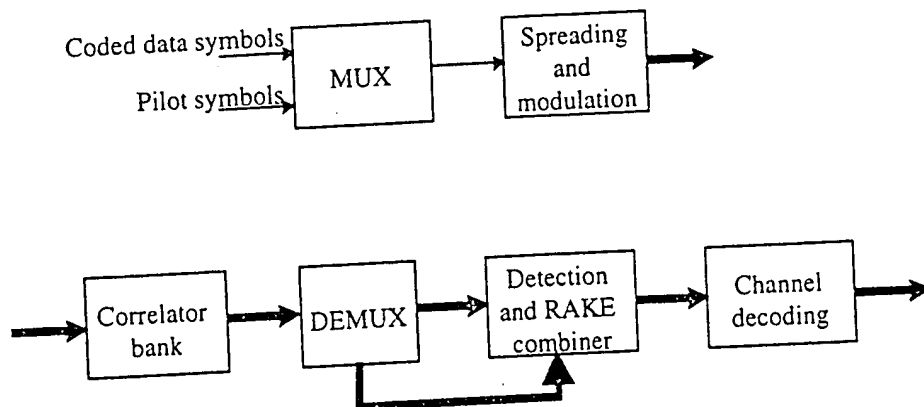 Coded data symbols
Pilot symbols
MUX
Spreading
and
modulation
Correlator
bank
DEMUX
Detection
and RAKE
combiner
Channel
decoding